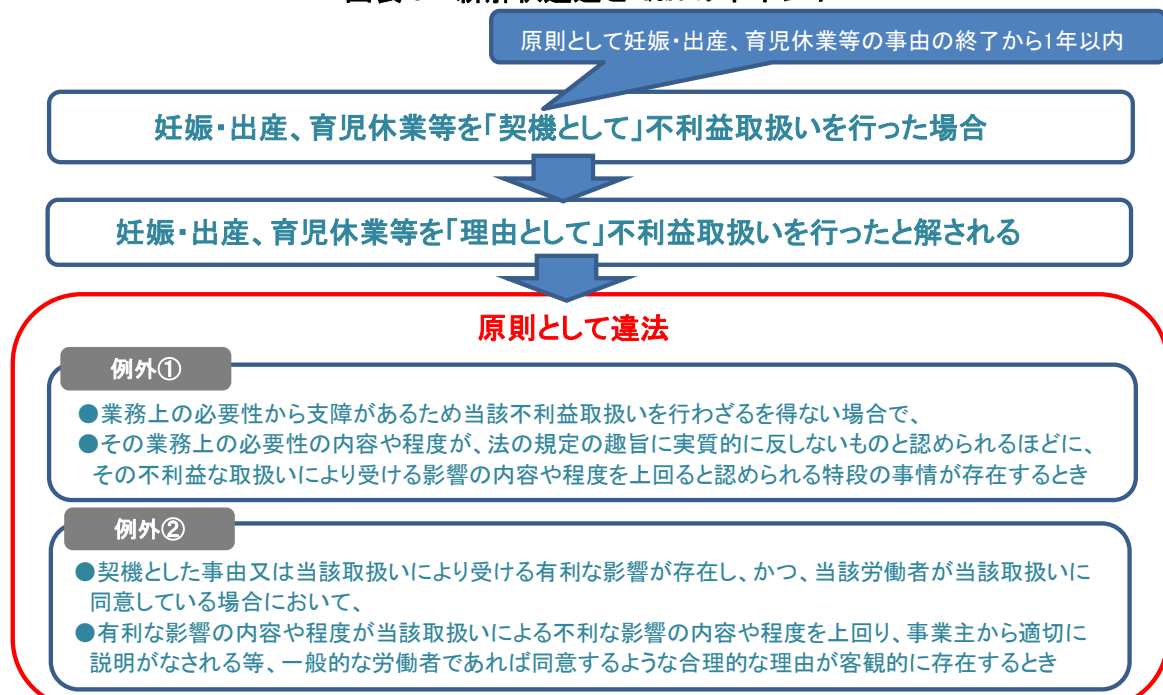 原則として妊娠・出産、育児休業等の事由の終了から1年以内
妊娠・出産、育児休業等を「契機として」不利益取扱いを行った場合
妊娠・出産、育児休業等を「理由として」不利益取扱いを行ったと解される
原則として違法
例外①
●業務上の必要性から支障があるため当該不利益取扱いを行わざるを得ない場合で、
●その業務上の必要性の内容や程度が、法の規定の趣旨に実質的に反しないものと認められるほどに、
その不利益な取扱いにより受ける影響の内容や程度を上回ると認められる特段の事情が存在するとき
例外②
●契機とした事由又は当該取扱いにより受ける有利な影響が存在し、かつ、当該労働者が当該取扱いに
同意している場合において、
●有利な影響の内容や程度が当該取扱いによる不利な影響の内容や程度を上回り、事業主から適切に
説明がなされる等、一般的な労働者であれば同意するような合理的な理由が客観的に存在するとき